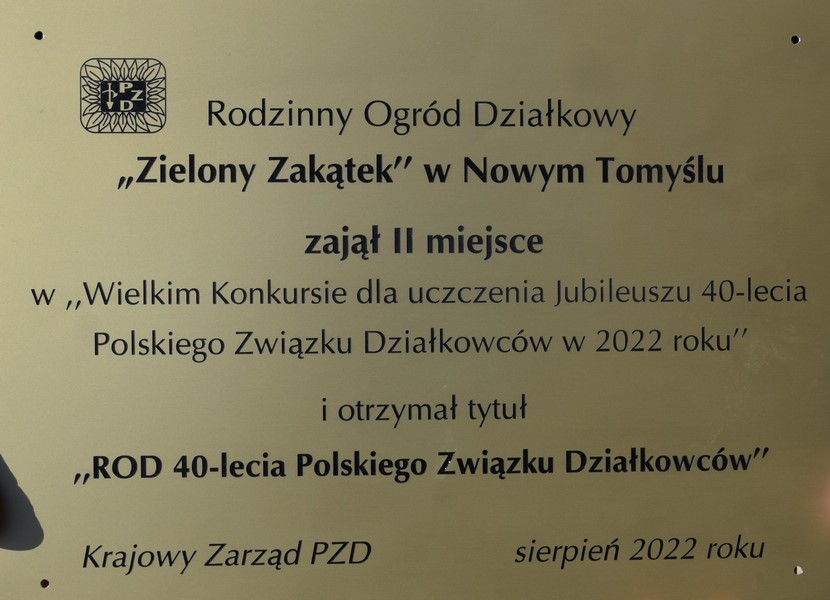 PZD
Rodzinny Ogród Działkowy
„Zielony Zakątek” w Nowym Tomyślu
zajął II miejsce
w ,,Wielkim Konkursie dla uczczenia Jubileuszu 40-lecia
Polskiego Związku Działkowców w 2022 roku”
i otrzymał tytuł
,,ROD 40-lecia Polskiego Związku Działkowców”
Krajowy Zarząd PZD sierpień 2022 roku